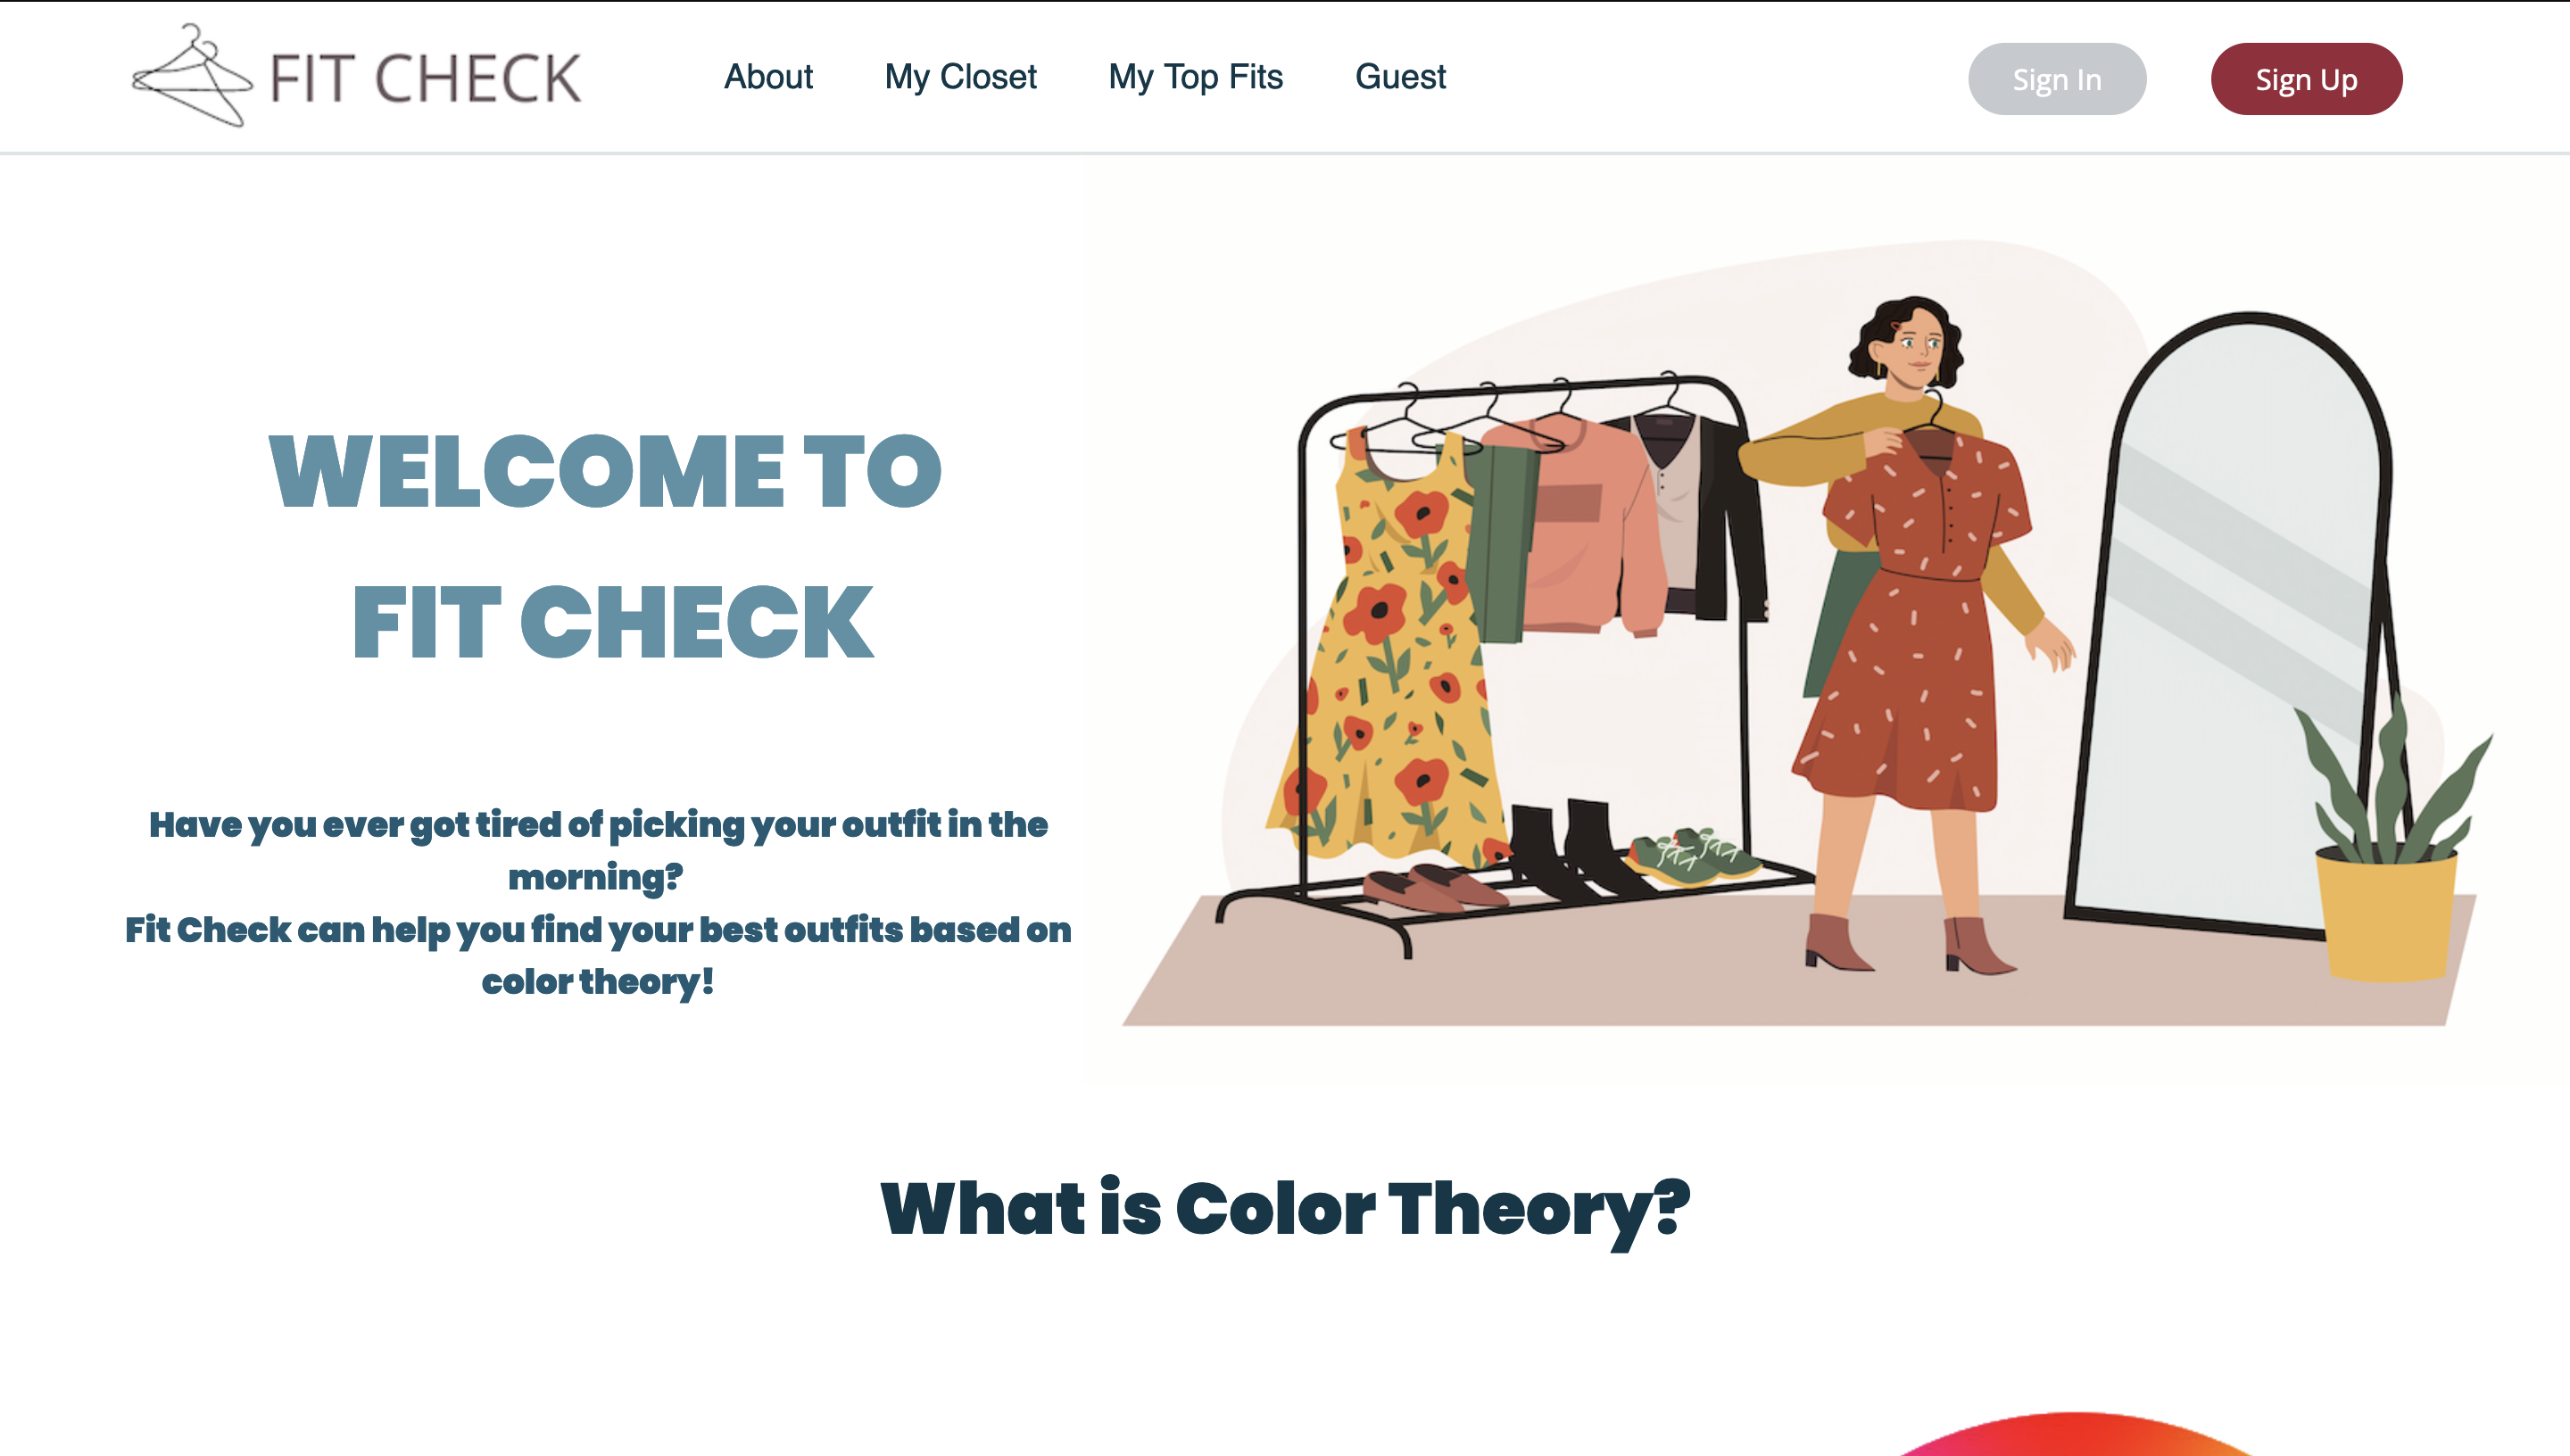 FIT CHECK
About
My Closet
My Top Fits
Guest
Sign In
Sign Up
WELCOME TO
FIT CHECK
Have you ever got tired of picking your outfit in the
morning?
Fit Check can help you find your best outfits based on
color theory!
What is Color Theory?